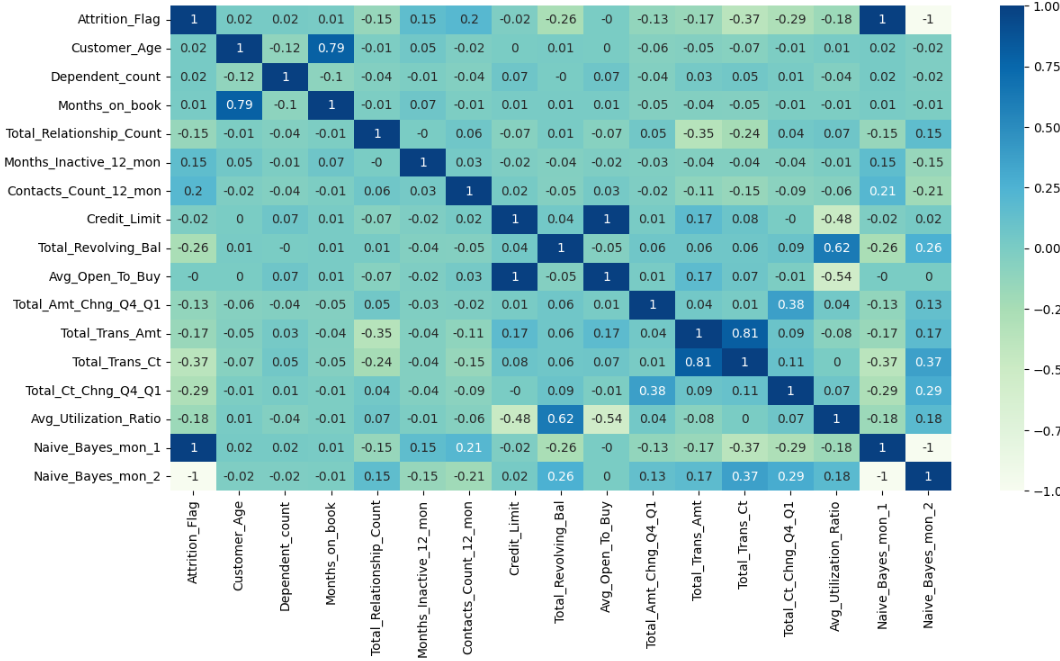 Attrition_Flag 1 0.02 0.02 0.01 -0.15 0.15 0.2 -0.02 -0.26 -0 -0.13 -0.17 -0.37 -0.29 -0.18 1 -1
Customer_Age 0.02 1 -0.12 0.79 -0.01 0.05 -0.02 0 0.01 0 -0.06 -0.05 -0.07 -0.01 0.01 0.02 -0.02
Dependent_count 0.02 -0.12 1 -0.1 -0.04 -0.01 -0.04 0.07 -0 0.07 -0.04 0.03 0.05 0.01 -0.04 0.02 -0.02
Months_on_book 0.01 0.79 -0.1 1 -0.01 0.07 -0.01 0.01 0.01 0.01 -0.05 -0.04 -0.05 -0.01 -0.01 0.01 -0.01
Total_Relationship_Count -0.15 -0.01 -0.04 -0.01 1 -0 0.06 -0.07 0.01 -0.07 0.05 -0.35 -0.24 0.04 0.07 -0.15 0.15
Months_Inactive_12_mon 0.15 0.05 -0.01 0.07 -0 1 0.03 -0.02 -0.04 -0.02 -0.03 -0.04 -0.04 -0.04 -0.01 0.15 -0.15
Contacts_Count_12_mon 0.2 -0.02 -0.04 -0.01 0.06 0.03 1 0.02 -0.05 0.03 -0.02 -0.11 -0.15 -0.09 -0.06 0.21 -0.21
Credit_Limit -0.02 0 0.07 0.01 -0.07 -0.02 0.02 1 0.04 1 0.01 0.17 0.08 -0 -0.48 -0.02 0.02
Total_Revolving_Bal -0.26 0.01 -0 0.01 0.01 -0.04 -0.05 0.04 1 -0.05 0.06 0.06 0.06 0.09 0.62 -0.26 0.26
Avg_Open_To_Buy -0 0 0.07 0.01 -0.07 -0.02 0.03 1 -0.05 1 0.01 0.17 0.07 -0.01 -0.54 -0 0
Total_Amt_Chng_Q4_Q1 -0.13 -0.06 -0.04 -0.05 0.05 -0.03 -0.02 0.01 0.06 0.01 1 0.04 0.01 0.38 0.04 -0.13 0.13
Total_Trans_Amt -0.17 -0.05 0.03 -0.04 -0.35 -0.04 -0.11 0.17 0.06 0.17 0.04 1 0.81 0.09 -0.08 -0.17 0.17
Total_Trans_Ct -0.37 -0.07 0.05 -0.05 -0.24 -0.04 -0.15 0.08 0.06 0.07 0.01 0.81 1 0.11 0 -0.37 0.37
Total_Ct_Chng_Q4_Q1 -0.29 -0.01 0.01 -0.01 0.04 -0.04 -0.09 -0 0.09 -0.01 0.38 0.09 0.11 1 0.07 -0.29 0.29
Avg_Utilization_Ratio -0.18 0.01 -0.04 -0.01 0.07 -0.01 -0.06 -0.48 0.62 -0.54 0.04 -0.08 0 0.07 1 -0.18 0.18
Naive_Bayes_mon_1 1 0.02 0.02 0.01 -0.15 0.15 0.21 -0.02 -0.26 -0 -0.13 -0.17 -0.37 -0.29 -0.18 1 -1
Naive_Bayes_mon_2 -1 -0.02 -0.02 -0.01 0.15 -0.15 -0.21 0.02 0.26 0 0.13 0.17 0.37 0.29 0.18 -1 1
Attrition_Flag
Customer_Age
Dependent_count
Months_on_book
Total_Relationship_Count
Months_Inactive_12_mon
Contacts_Count_12_mon
Credit_Limit
Total_Revolving_Bal
Avg_Open_To_Buy
Total_Amt_Chng_Q4_Q1
Total_Trans_Amt
Total_Trans_Ct
Total_Ct_Chng_Q4_Q1
Avg_Utilization_Ratio
Naive_Bayes_mon_1
Naive_Bayes_mon_2
1.00
0.75
0.50
0.25
0.00
-0.25
-0.50
-0.75
-1.00